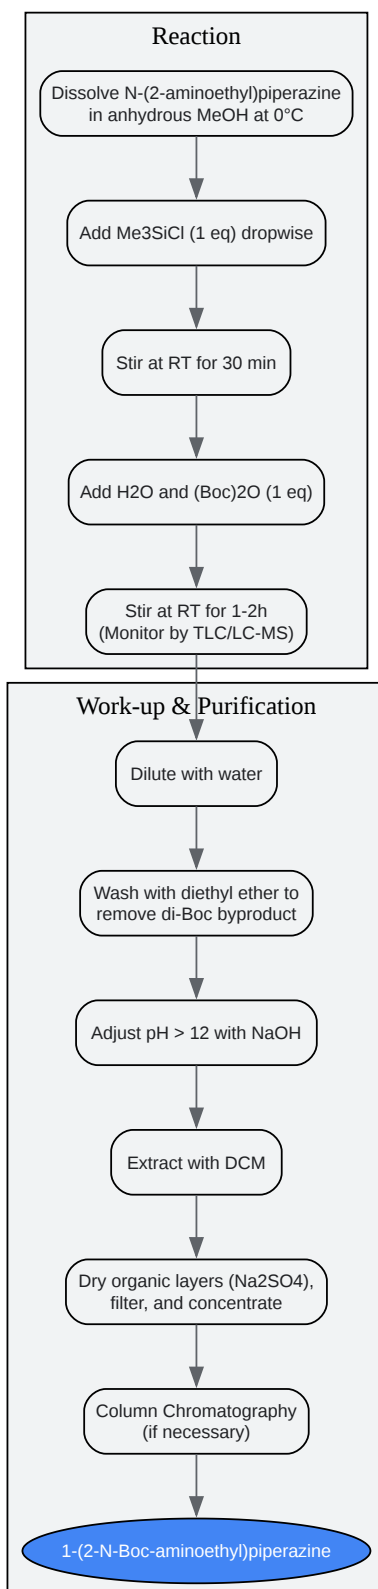 Reaction
Dissolve N-(2-aminoethyl)piperazine
in anhydrous MeOH at 0°C
Add Me3SiCl (1 eq) dropwise
Stir at RT for 30 min
Add H2O and (Boc)2O (1 eq)
Stir at RT for 1-2h
(Monitor by TLC/LC-MS)
Work-up & Purification
Dilute with water
Wash with diethyl ether to
remove di-Boc byproduct
Adjust pH > 12 with NaOH
Extract with DCM
Dry organic layers (Na2SO4),
filter, and concentrate
Column Chromatography
(if necessary)
1-(2-N-Boc-aminoethyl)piperazine